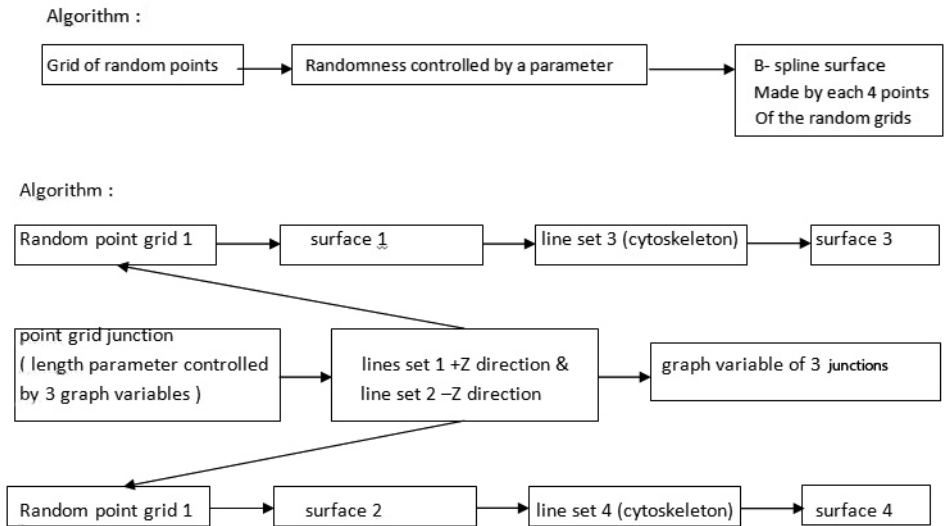 Algorithm :
Grid of random points
Randomness controlled by a parameter
B- spline surface
Made by each 4 points
Of the random grids
Algorithm :
Random point grid 1
surface 1
line set 3 (cytoskeleton)
surface 3
point grid junction
( length parameter controlled
by 3 graph variables )
lines set 1 +Z direction &
line set 2 –Z direction
graph variable of 3 junctions
Random point grid 1
surface 2
line set 4 (cytoskeleton)
surface 4